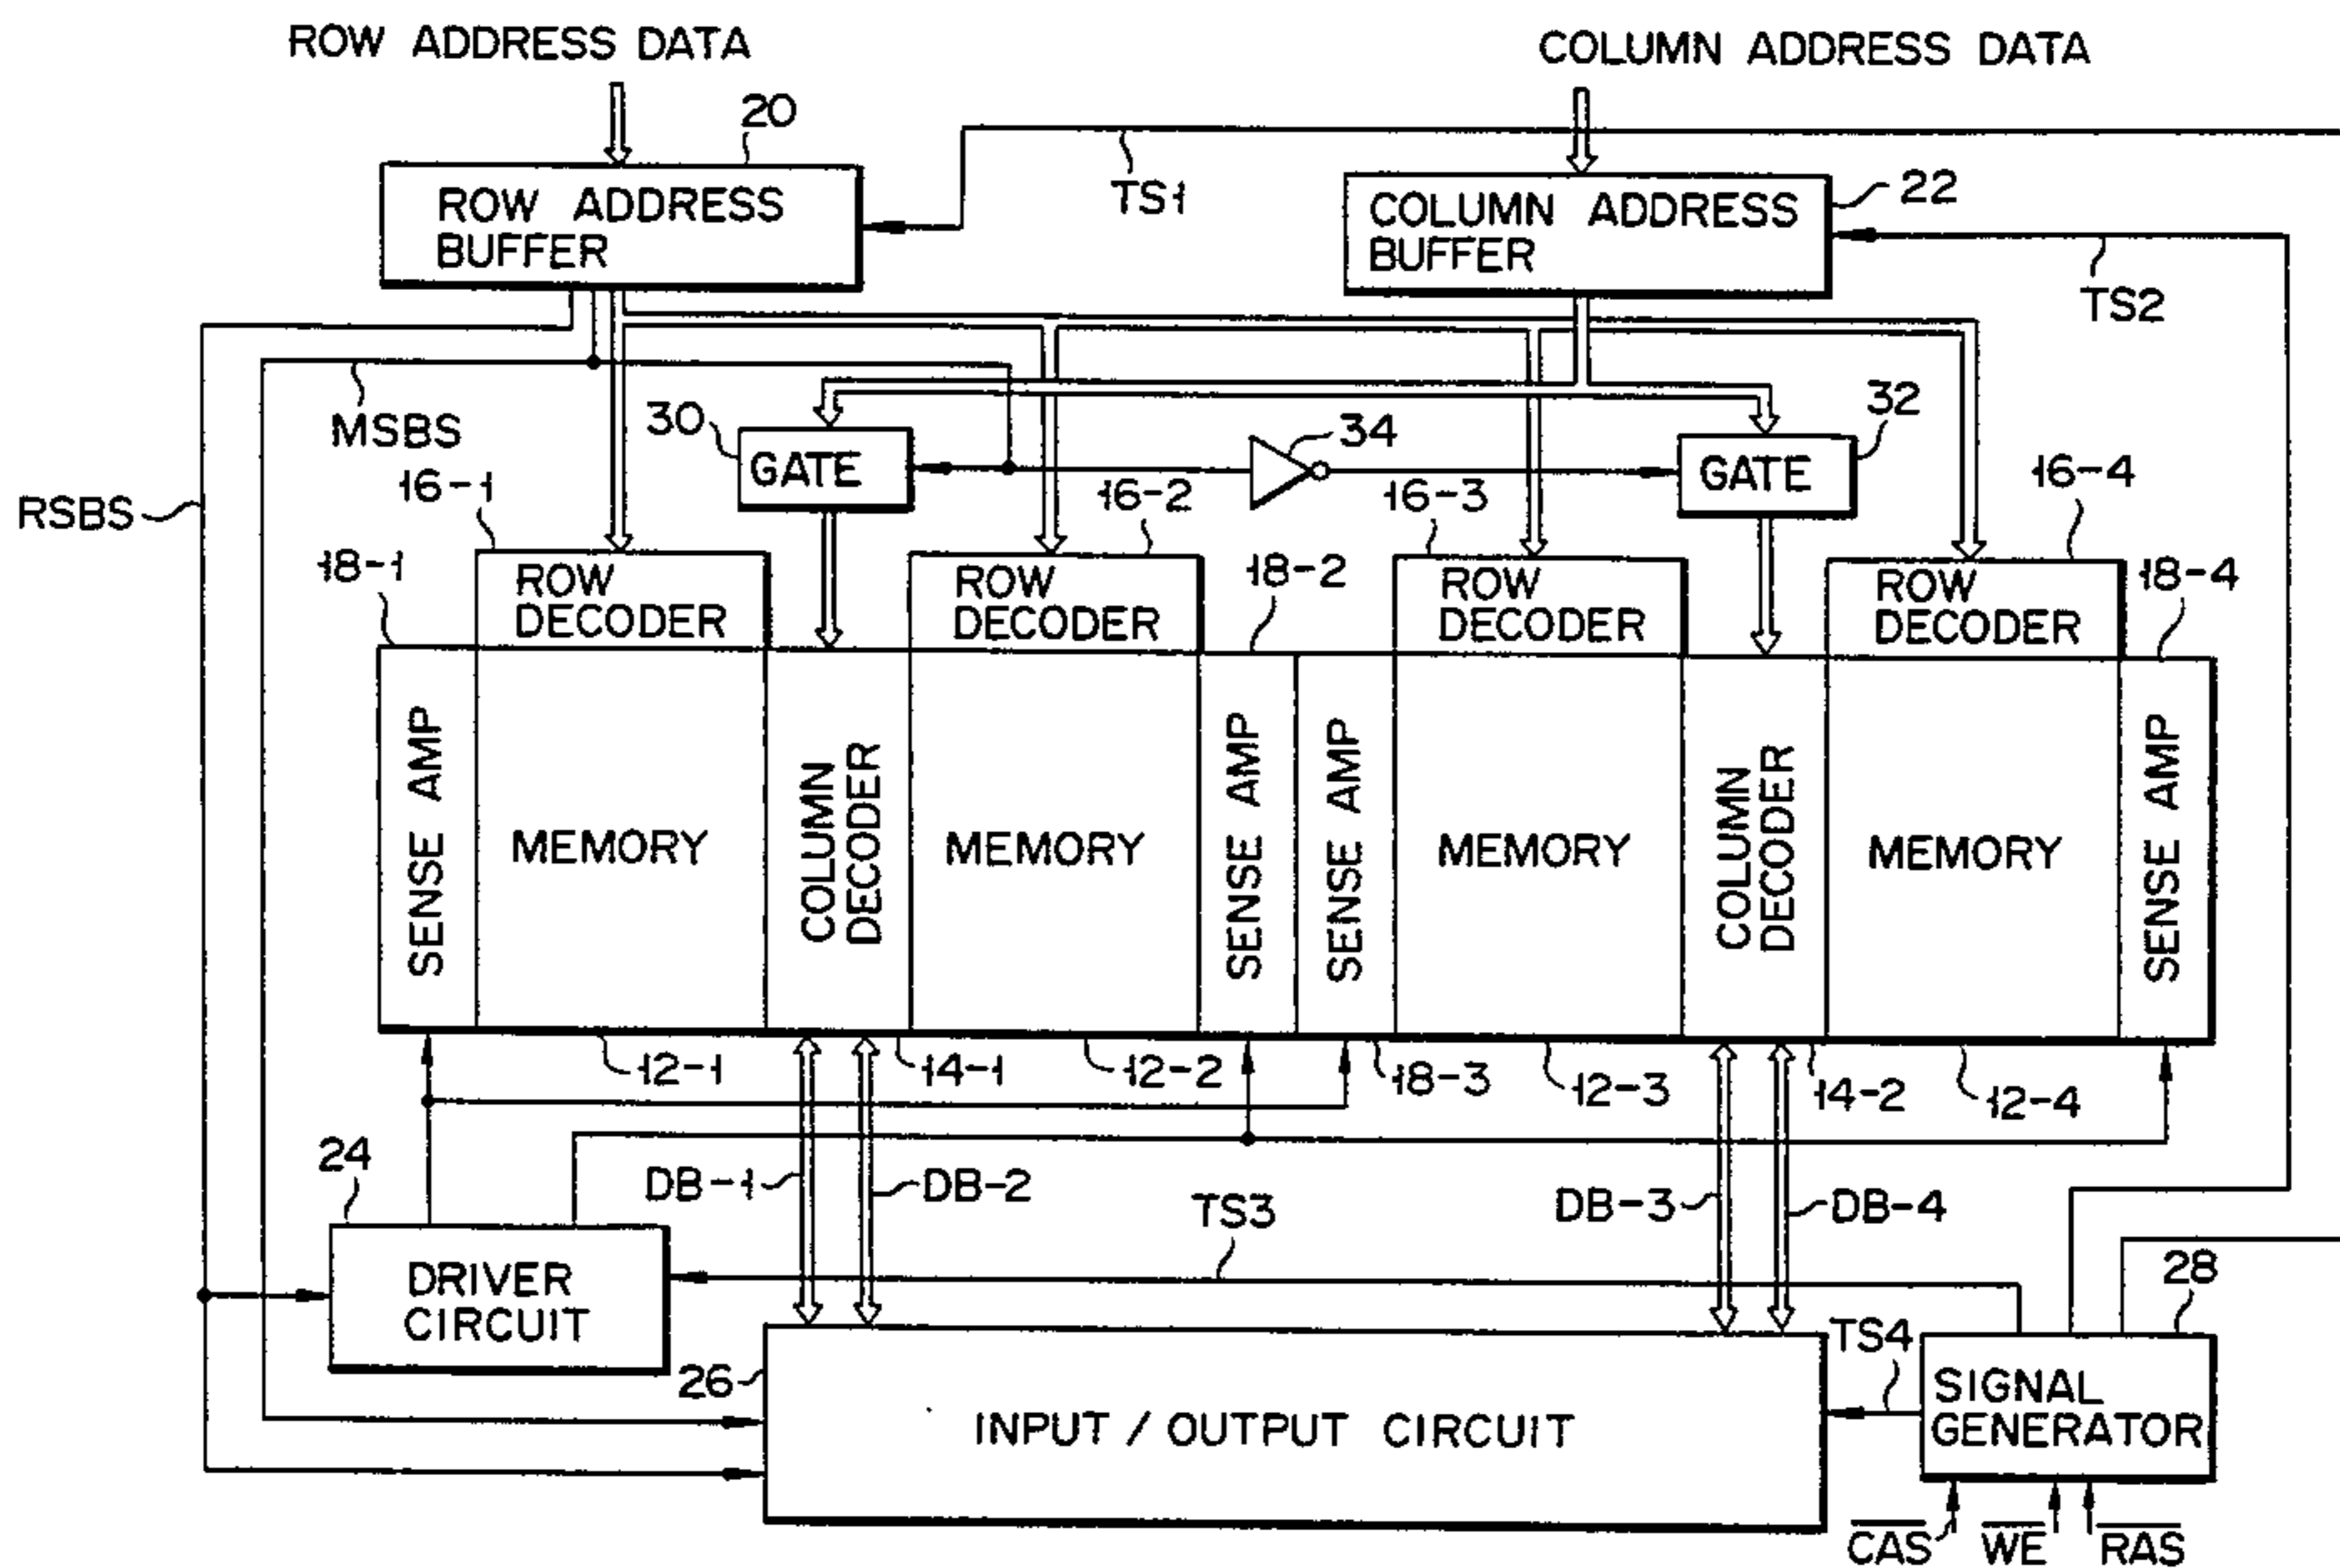 ROW ADDRESS DATA
COLUMN ADDRESS DATA
20
ROW ADDRESS
BUFFER
TS1
COLUMN ADDRESS
BUFFER
22
TS2
MSBS
30
GATE
34
GATE
32
RSBS
16-1
16-2
16-3
16-4
18-1
ROW
DECODER
ROW
DECODER
18-2
ROW
DECODER
ROW
DECODER
18-4
SENSE AMP
MEMORY
COLUMN
DECODER
MEMORY
SENSE AMP
SENSE AMP
MEMORY
COLUMN
DECODER
MEMORY
SENSE AMP
12-1
14-1
12-2
18-3
12-3
14-2
12-4
24
DB-1
DB-2
TS3
DB-3
DB-4
DRIVER
CIRCUIT
28
26
INPUT / OUTPUT CIRCUIT
TS4
SIGNAL
GENERATOR
C̅A̅S̅
W̅E̅
R̅A̅S̅